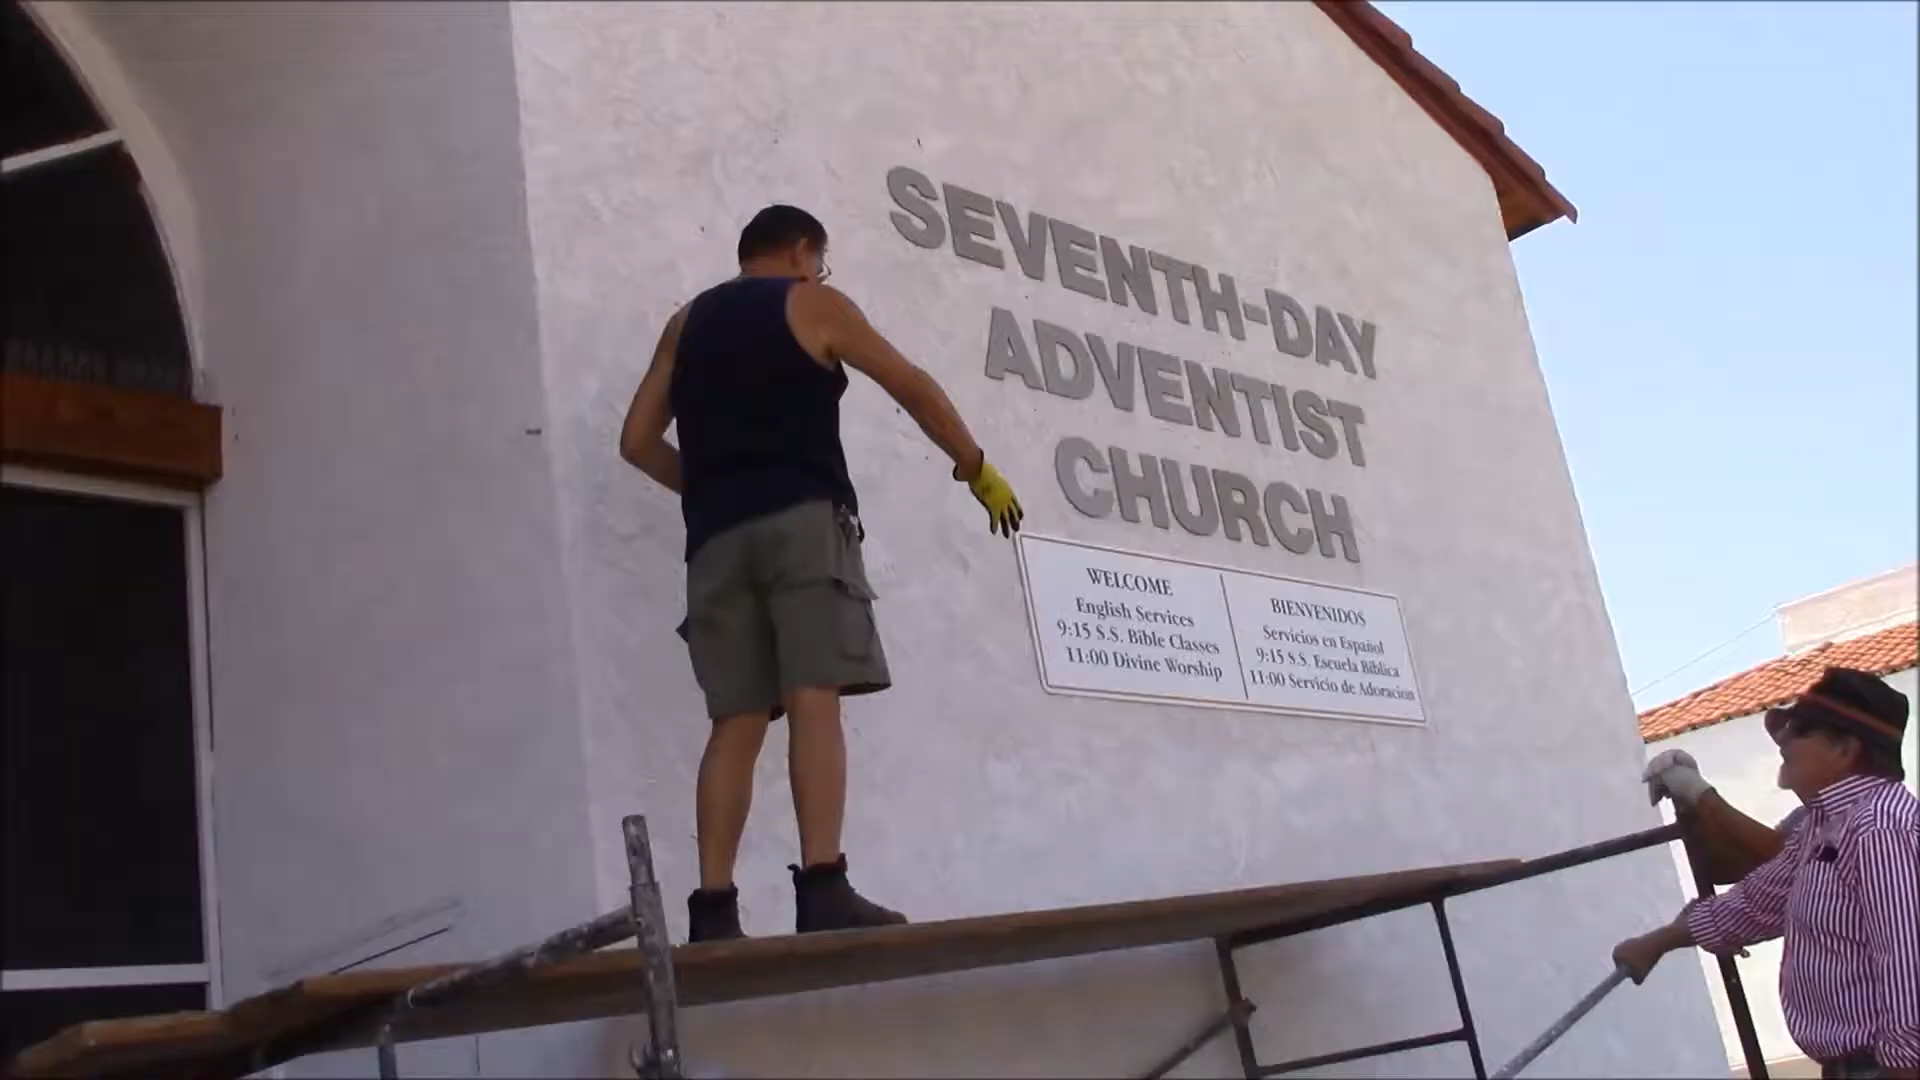 SEVENTH-DAY
ADVENTIST
CHURCH
WELCOME
English Services
9:15 S.S. Bible Classes
11:00 Divine Worship
BIENVENIDOS
Servicios en Español
9:15 S.S. Escuela Biblica
11:00 Servicio de Adoracion